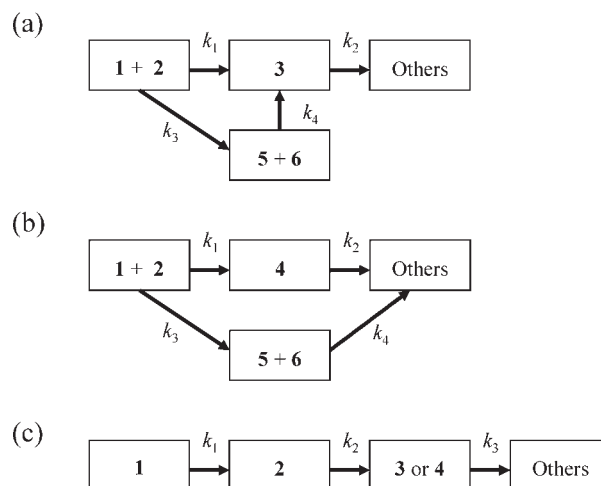 (a)
k1 k2
1 + 2 3 Others
k3 k4
5 + 6
(b)
k1 k2
1 + 2 4 Others
k3 k4
5 + 6
(c)
k1 k2 k3
1 2 3 or 4 Others